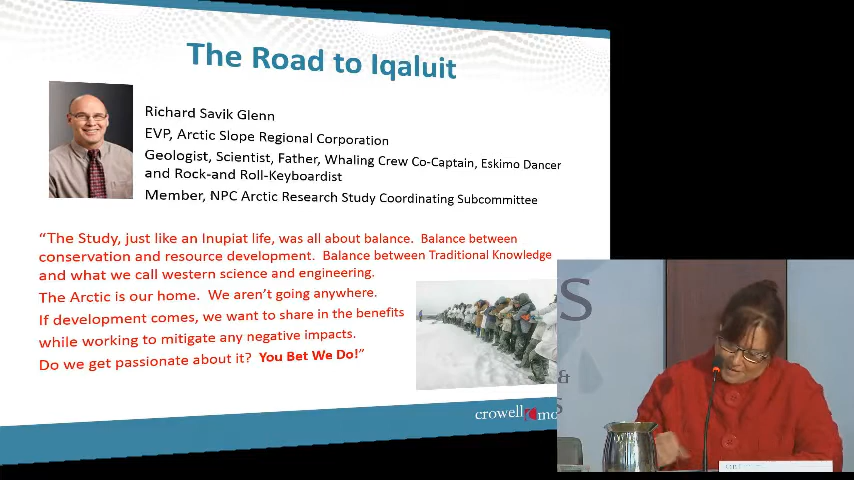 The Road to Iqaluit
Richard Savik Glenn
EVP, Arctic Slope Regional Corporation
Geologist, Scientist, Father, Whaling Crew Co-Captain, Eskimo Dancer
and Rock-and Roll-Keyboardist
Member, NPC Arctic Research Study Coordinating Subcommittee
“The Study, just like an Inupiat life, was all about balance. Balance between
conservation and resource development. Balance between Traditional Knowledge
and what we call western science and engineering.
The Arctic is our home. We aren’t going anywhere.
If development comes, we want to share in the benefits
while working to mitigate any negative impacts.
Do we get passionate about it? You Bet We Do!”
crowell mo
S
&
S